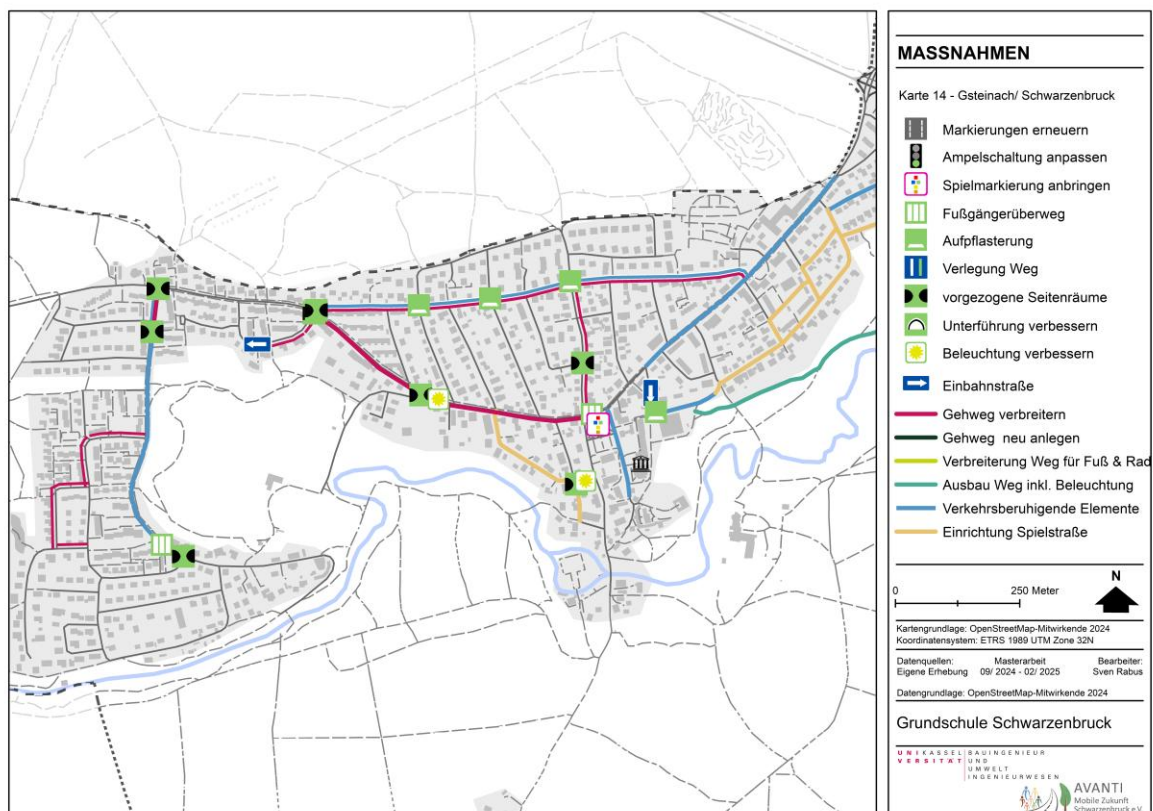 MASSNAHMEN
Karte 14 - Gsteinach/ Schwarzenbruck
Markierungen erneuern
Ampelschaltung anpassen
Spielmarkierung anbringen
Fußgängerüberweg
Aufpflasterung
Verlegung Weg
vorgezogene Seitenräume
Unterführung verbessern
Beleuchtung verbessern
Einbahnstraße
Gehweg verbreitern
Gehweg neu anlegen
Verbreiterung Weg für Fuß & Rad
Ausbau Weg inkl. Beleuchtung
Verkehrsberuhigende Elemente
Einrichtung Spielstraße
0 250 Meter N
Kartengrundlage: OpenStreetMap-Mitwirkende 2024
Koordinatensystem: ETRS 1989 UTM Zone 32N
Datenquellen: Masterarbeit Bearbeiter:
Eigene Erhebung 09/ 2024 - 02/ 2025 Sven Rabus
Datengrundlage: OpenStreetMap-Mitwirkende 2024
Grundschule Schwarzenbruck
UNIKASSEL BAUINGENIEUR
VERSITÄT UND
UMWELT
INGENIEURWESEN
AVANTI
Mobile Zukunft
Schwarzenbruck e.V.